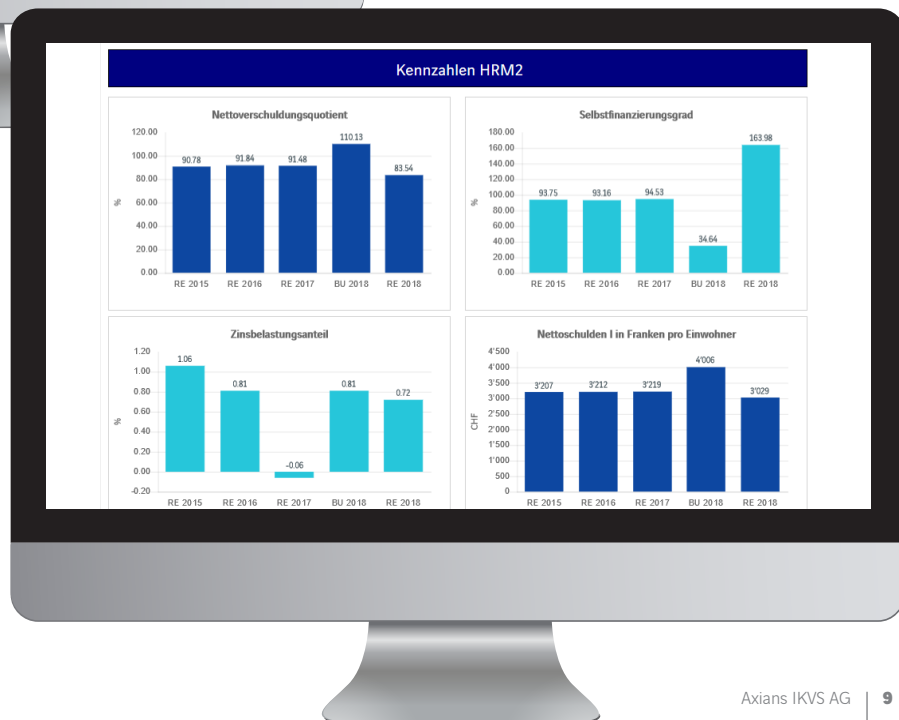 Kennzahlen HRM2
Nettoverschuldungsquotient
120.00
100.00
80.00
60.00
40.00
20.00
0.00
%
90.78
91.84
91.48
110.13
83.54
RE 2015
RE 2016
RE 2017
BU 2018
RE 2018
Selbstfinanzierungsgrad
180.00
160.00
140.00
120.00
100.00
80.00
60.00
40.00
20.00
0.00
%
93.75
93.16
94.53
34.64
163.98
RE 2015
RE 2016
RE 2017
BU 2018
RE 2018
Zinsbelastungsanteil
1.20
1.00
0.80
0.60
0.40
0.20
0.00
-0.20
%
1.06
0.81
-0.06
0.81
0.72
RE 2015
RE 2016
RE 2017
BU 2018
RE 2018
Nettoschulden I in Franken pro Einwohner
4'500
4'000
3'500
3'000
2'500
2'000
1'500
1'000
500
0
CHF
3'207
3'212
3'219
4'006
3'029
RE 2015
RE 2016
RE 2017
BU 2018
RE 2018
Axians IKVS AG | 9